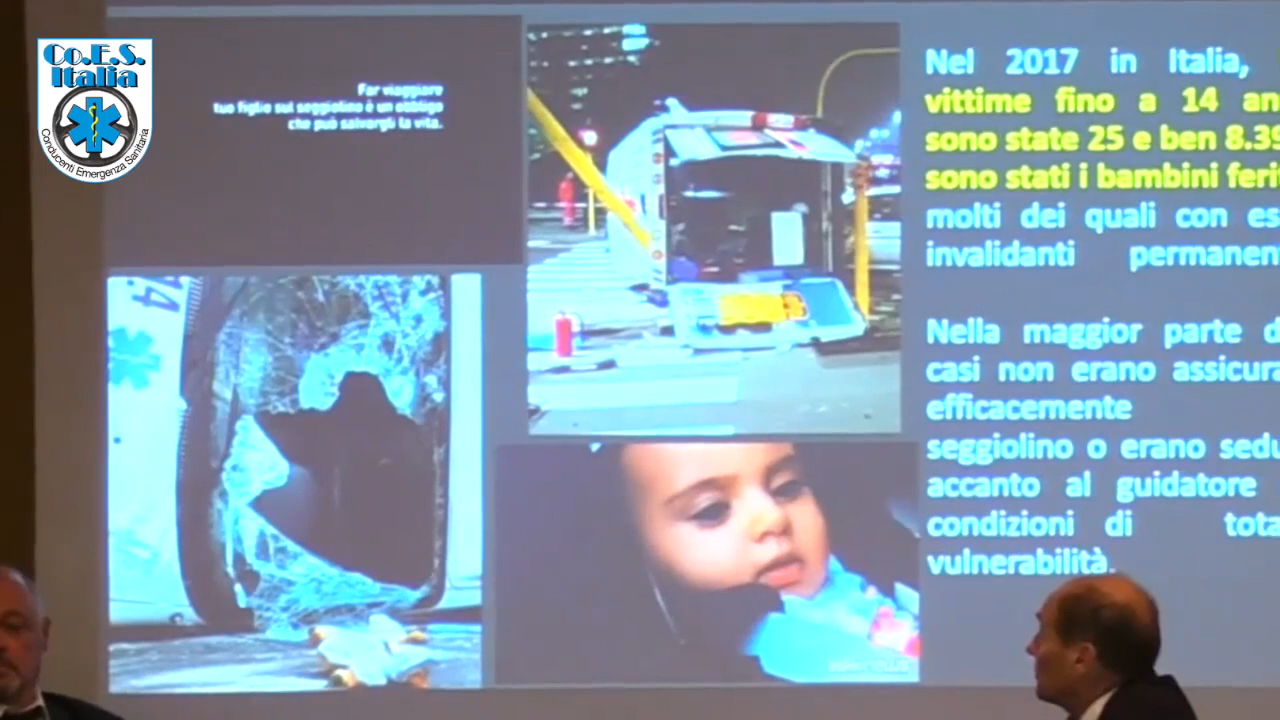 Co.E.S.
Italia
Conducenti Emergenza Sanitaria
Far viaggiare
tuo figlio sul seggiolino è un obbligo
che può salvargli la vita.
Nel 2017 in Italia,
vittime fino a 14
sono state 25 e ben
sono stati i bambini
molti dei quali con
invalidanti
Nella maggior parte
casi non erano
efficacemente
seggiolino o erano
accanto al guidatore
condizioni di
vulnerabilità.